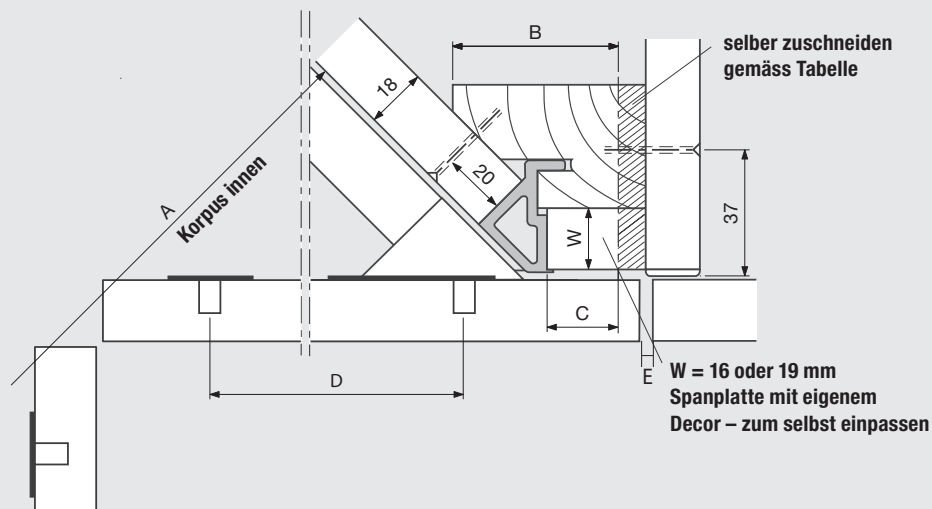 B
selber zuschneiden
gemäss Tabelle
18
A
Korpus innen
20
37
W
C
D
E
W = 16 oder 19 mm
Spanplatte mit eigenem
Decor – zum selbst einpassen